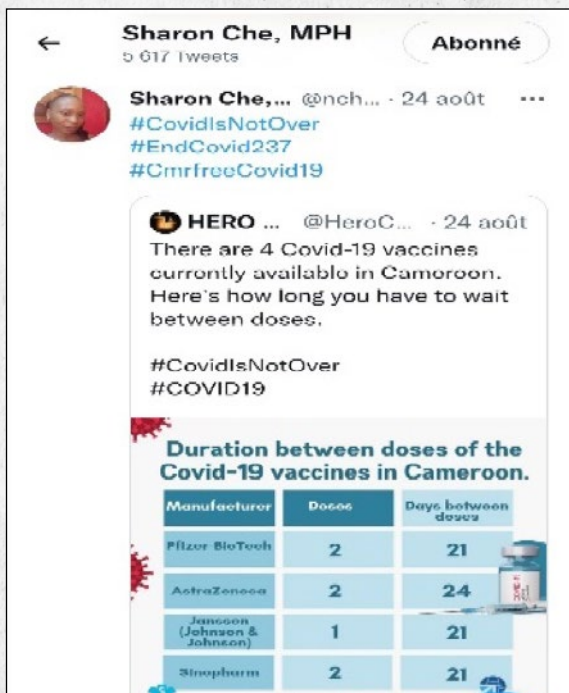 Sharon Che, MPH
5 617 Tweets
Abonné
Sharon Che,... @nch... · 24 août ...
#CovidIsNotOver
#EndCovid237
#CmrfreeCovid19
HERO ... @HeroC... · 24 août
There are 4 Covid-19 vaccines
currently available in Cameroon.
Here's how long you have to wait
between doses.
#CovidIsNotOver
#COVID19
Duration between doses of the
Covid-19 vaccines in Cameroon.
Manufacturer Doses Days between
doses
Pfizer BioTech 2 21
AstraZeneca 2 24
Janssen
(Johnson &
Johnson) 1 21
Sinopharm 2 21